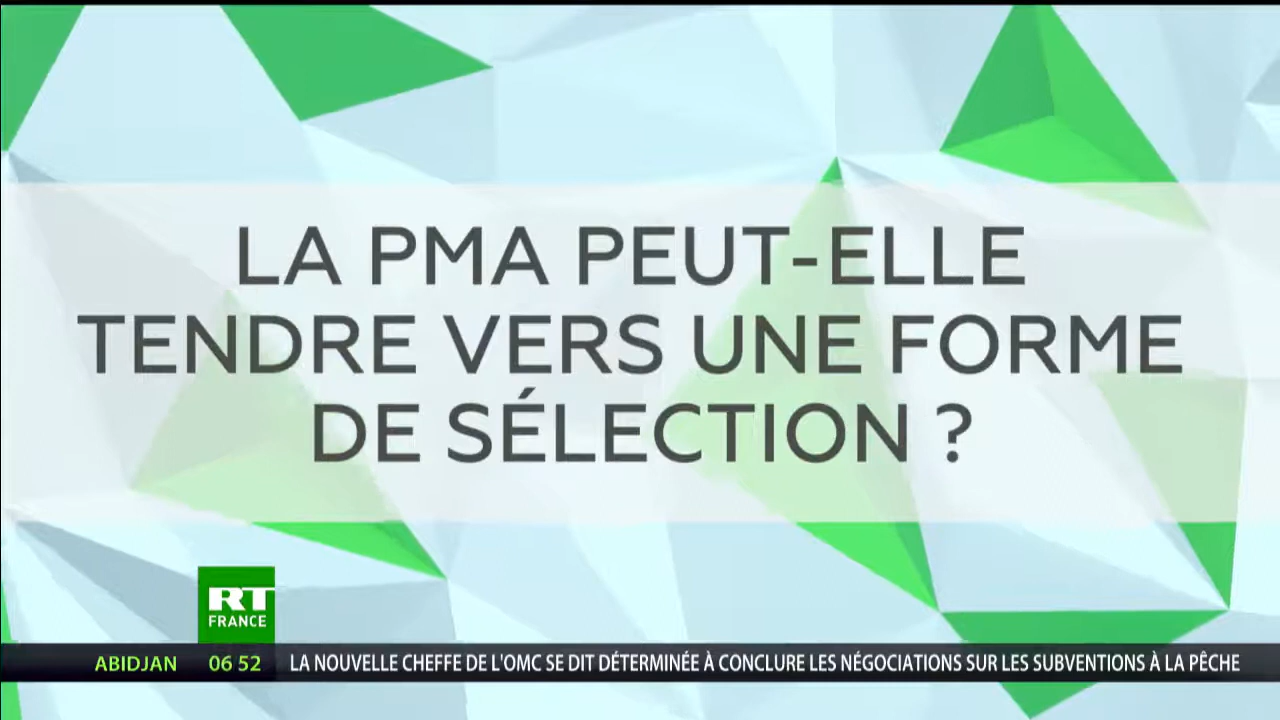 LA PMA PEUT-ELLE
TENDRE VERS UNE FORME
DE SÉLECTION ?
RT
FRANCE
ABIDJAN 06 52 LA NOUVELLE CHEFFE DE L'OMC SE DIT DÉTERMINÉE À CONCLURE LES NÉGOCIATIONS SUR LES SUBVENTIONS À LA PÊCHE